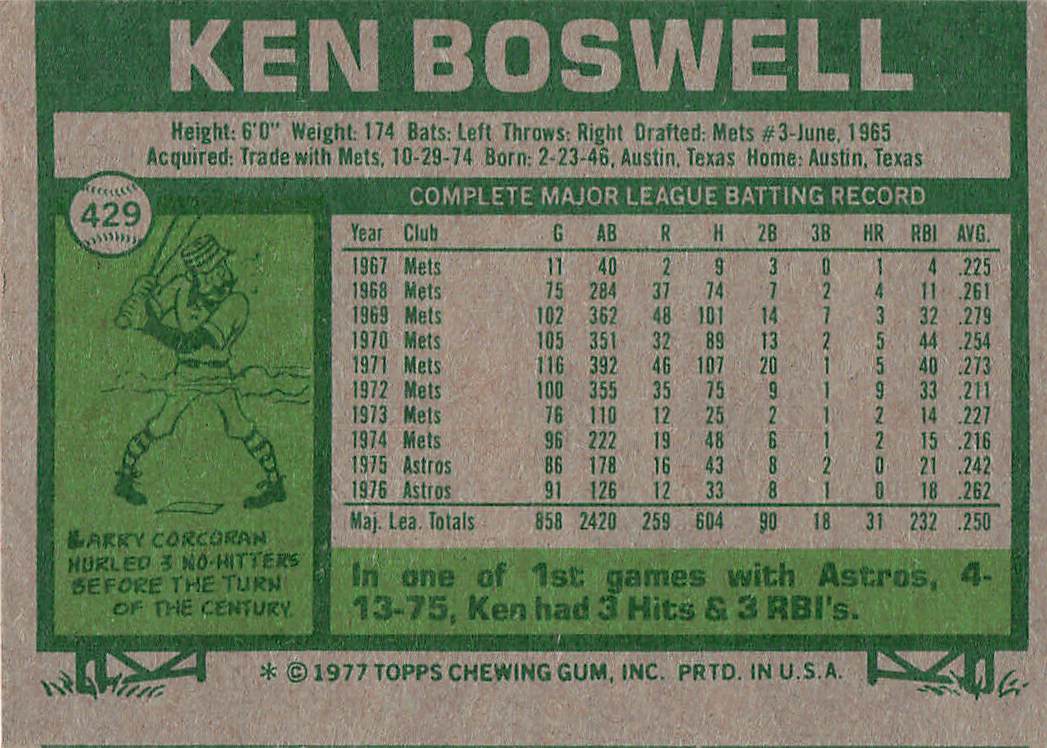 KEN BOSWELL
Height: 6'0" Weight: 174 Bats: Left Throws: Right Drafted: Mets #3-June, 1965
Acquired: Trade with Mets, 10-29-74 Born: 2-23-46, Austin, Texas Home: Austin, Texas
429
COMPLETE MAJOR LEAGUE BATTING RECORD
Year Club G AB R H 2B 3B HR RBI AVG.
1967 Mets 11 40 2 9 3 0 1 4 .225
1968 Mets 75 284 37 74 7 2 4 11 .261
1969 Mets 102 362 48 101 14 7 3 32 .279
1970 Mets 105 351 32 89 13 2 5 44 .254
1971 Mets 116 392 46 107 20 1 5 40 .273
1972 Mets 100 355 35 75 9 1 9 33 .211
1973 Mets 76 110 12 25 2 1 2 14 .227
1974 Mets 96 222 19 48 6 1 2 15 .216
1975 Astros 86 178 16 43 8 2 0 21 .242
1976 Astros 91 126 12 33 8 1 0 18 .262
Maj. Lea. Totals 858 2420 259 604 90 18 31 232 .250
LARRY CORCORAN
HURLED 3 NO-HITTERS
BEFORE THE TURN
OF THE CENTURY.
In one of 1st games with Astros, 4-
13-75, Ken had 3 Hits & 3 RBI's.
* © 1977 TOPPS CHEWING GUM, INC. PRTD. IN U.S.A.